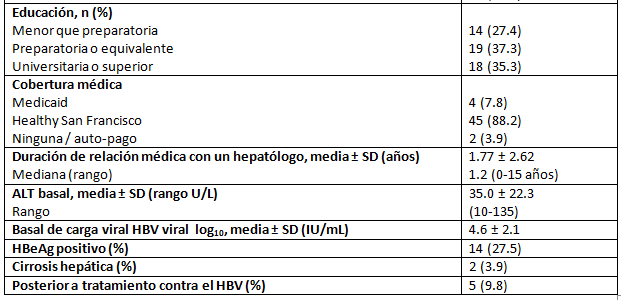 Educación, n (%)
Menor que preparatoria 14 (27.4)
Preparatoria o equivalente 19 (37.3)
Universitaria o superior 18 (35.3)
Cobertura médica
Medicaid 4 (7.8)
Healthy San Francisco 45 (88.2)
Ninguna / auto-pago 2 (3.9)
Duración de relación médica con un hepatólogo, media ± SD (años) 1.77 ± 2.62
Mediana (rango) 1.2 (0-15 años)
ALT basal, media ± SD (rango U/L) 35.0 ± 22.3
Rango (10-135)
Basal de carga viral HBV viral log10, media ± SD (IU/mL) 4.6 ± 2.1
HBeAg positivo (%) 14 (27.5)
Cirrosis hepática (%) 2 (3.9)
Posterior a tratamiento contra el HBV (%) 5 (9.8)